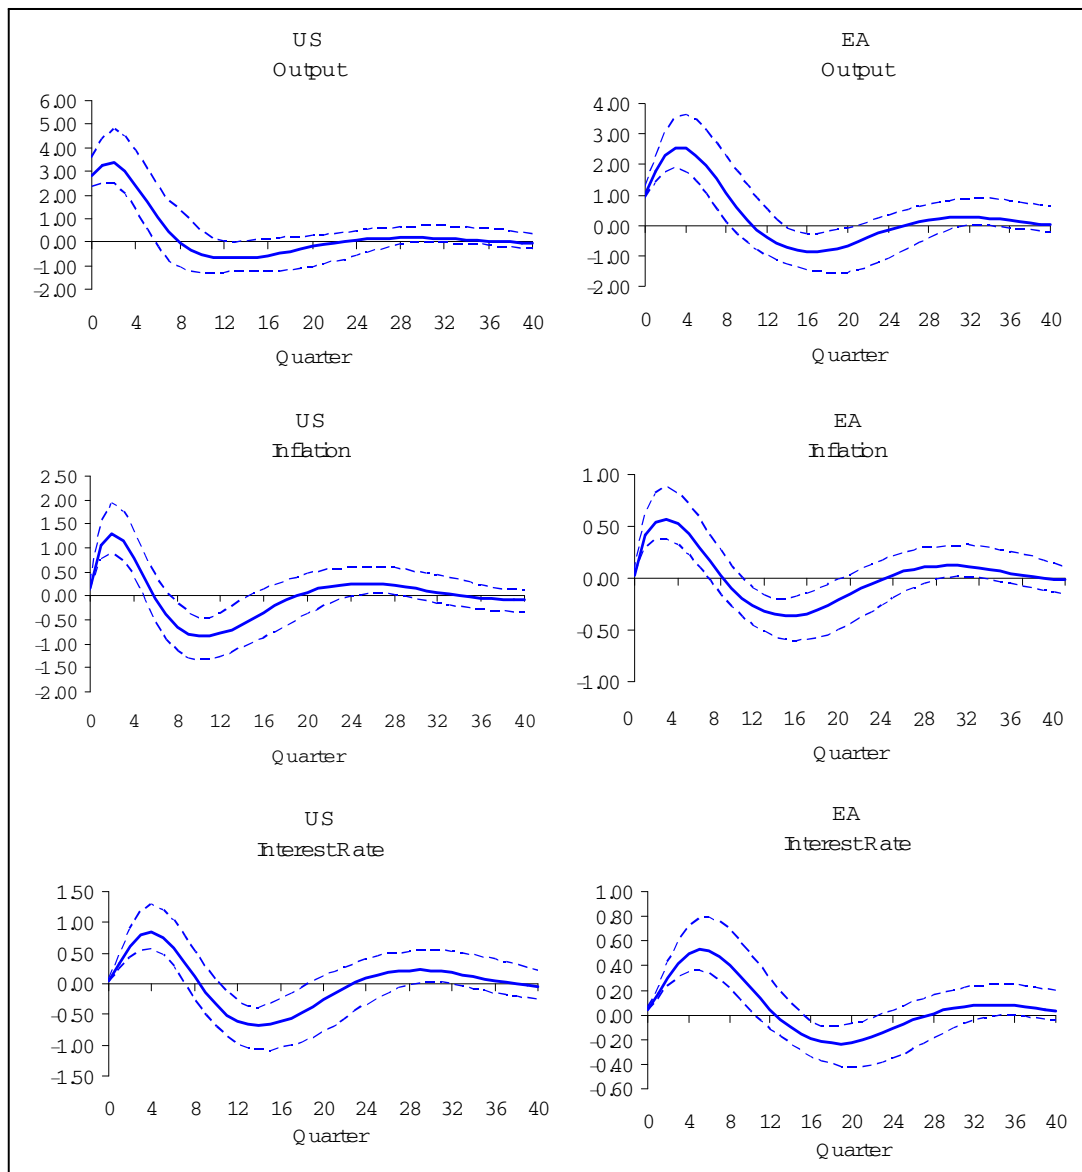 US
Output
6.00
5.00
4.00
3.00
2.00
1.00
0.00
-1.00
-2.00
0 4 8 12 16 20 24 28 32 36 40
Quarter
EA
Output
4.00
3.00
2.00
1.00
0.00
-1.00
-2.00
0 4 8 12 16 20 24 28 32 36 40
Quarter
US
Inflation
2.50
2.00
1.50
1.00
0.50
0.00
-0.50
-1.00
-1.50
-2.00
0 4 8 12 16 20 24 28 32 36 40
Quarter
EA
Inflation
1.00
0.50
0.00
-0.50
-1.00
0 4 8 12 16 20 24 28 32 36 40
Quarter
US
Interest Rate
1.50
1.00
0.50
0.00
-0.50
-1.00
-1.50
0 4 8 12 16 20 24 28 32 36 40
Quarter
EA
Interest Rate
1.00
0.80
0.60
0.40
0.20
0.00
-0.20
-0.40
-0.60
0 4 8 12 16 20 24 28 32 36 40
Quarter